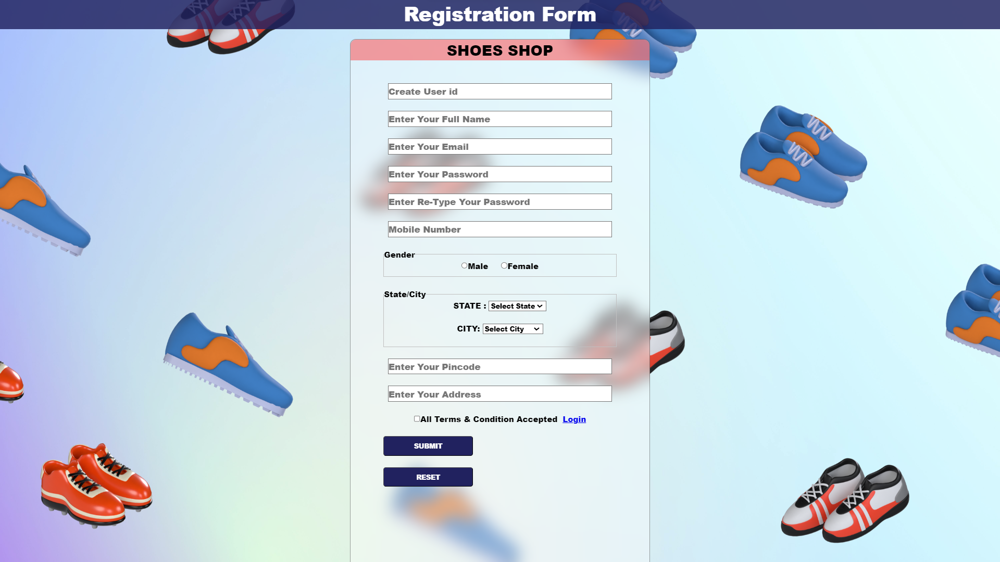 Registration Form
SHOES SHOP
Create User id
Enter Your Full Name
Enter Your Email
Enter Your Password
Enter Re-Type Your Password
Mobile Number
Gender
Male Female
State/City
STATE : Select State
CITY: Select City
Enter Your Pincode
Enter Your Address
All Terms & Condition Accepted Login
SUBMIT
RESET